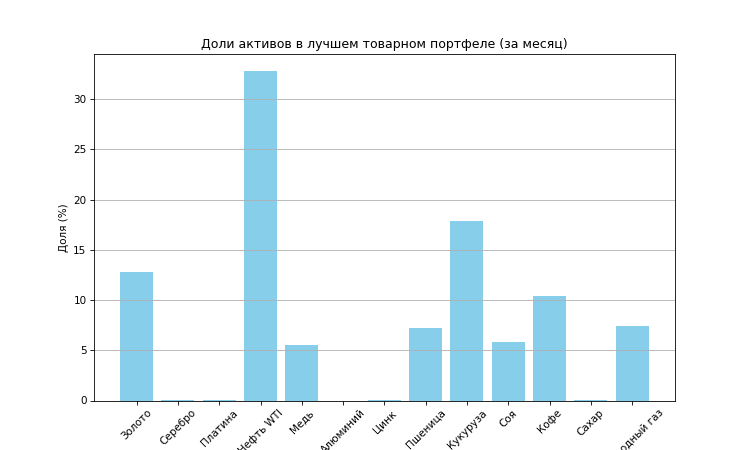 Доли активов в лучшем товарном портфеле (за месяц)
Доля (%)
30
25
20
15
10
5
0
Золото
Серебро
Платина
Нефть WTI
Медь
Алюминий
Цинк
Пшеница
Кукуруза
Соя
Кофе
Сахар
газ